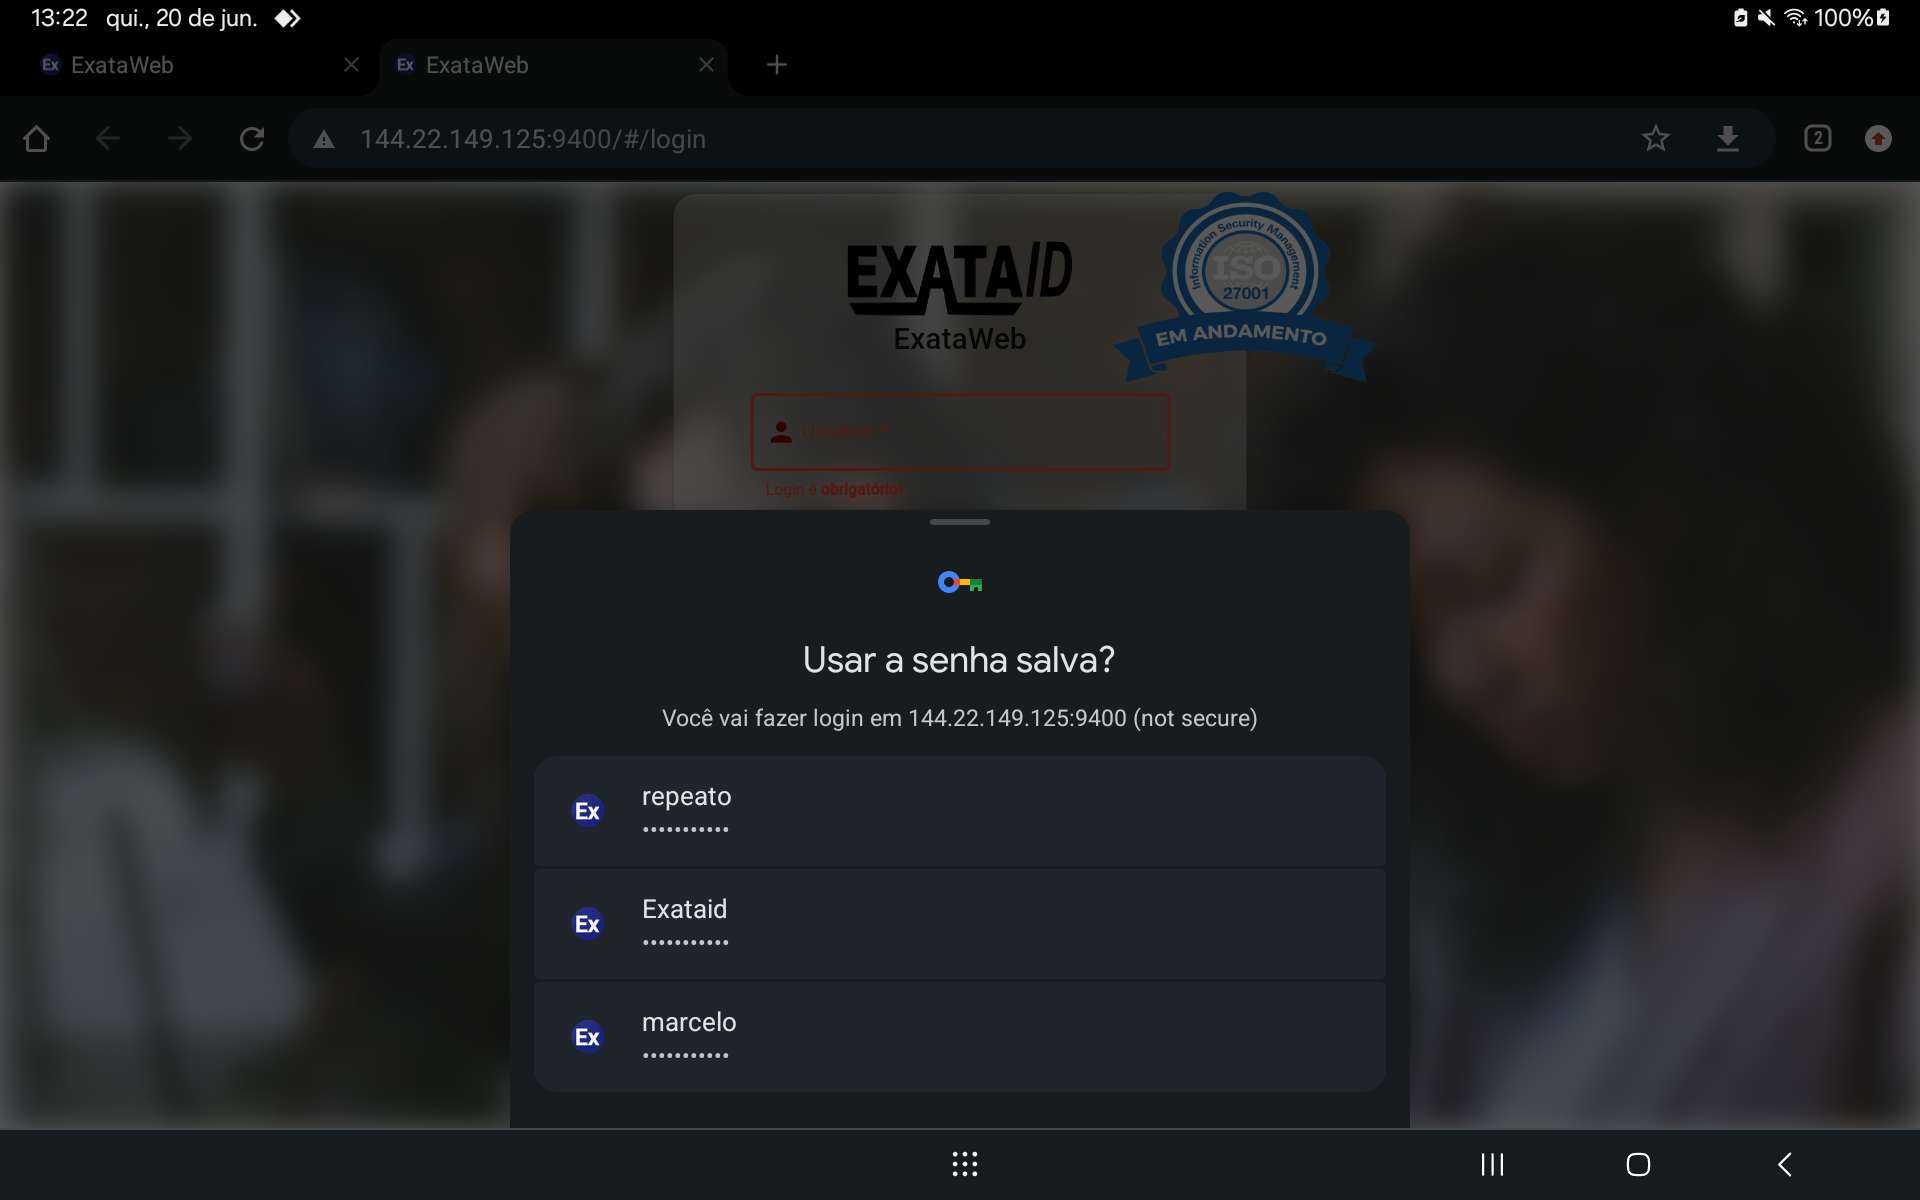 13:22 qui., 20 de jun.
100%
Ex ExataWeb
Ex ExataWeb
144.22.149.125:9400/#/login
2
EXATAID
ExataWeb
Information Security Management
ISO
27001
EM ANDAMENTO
Login é obrigatório!
Usar a senha salva?
Você vai fazer login em 144.22.149.125:9400 (not secure)
Ex repeato
•••••••••••
Ex Exataid
•••••••••••
Ex marcelo
•••••••••••